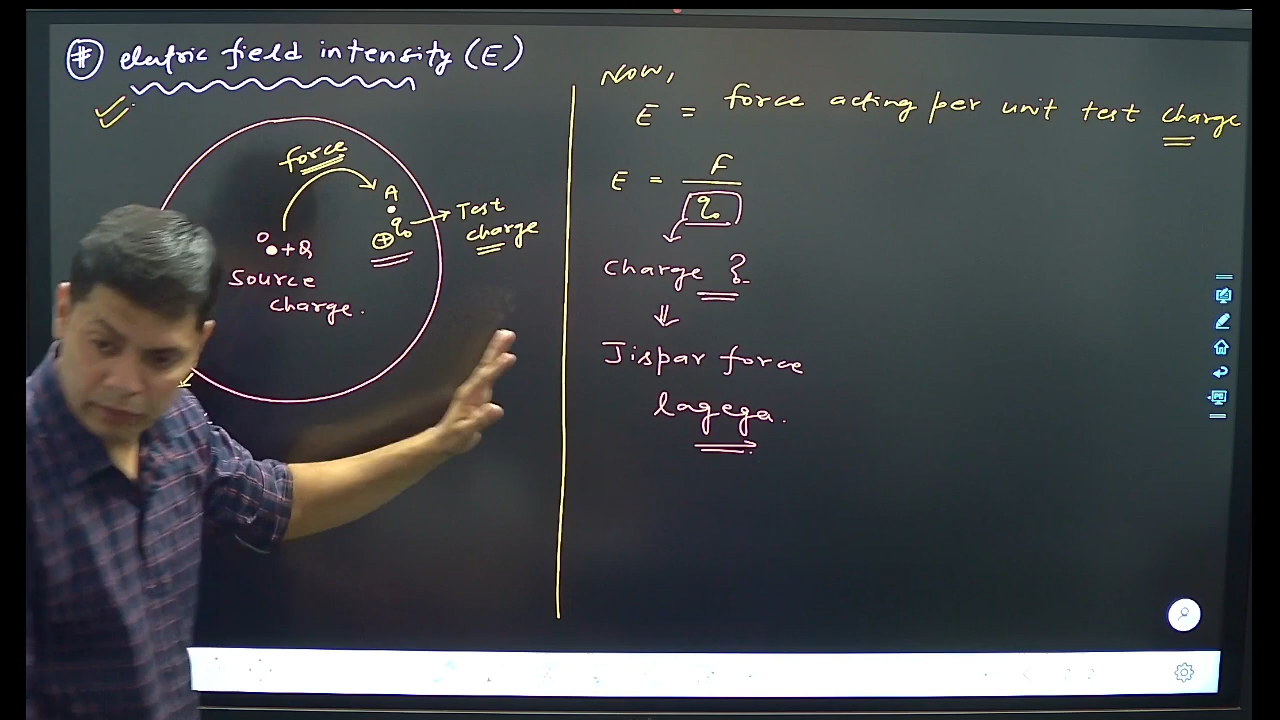 # eletric field intensity (E)
force
A
q₀ → Test
charge
O
+Q
Source
charge.
Now,
E = force acting per unit test charge
E = F / q₀
charge ?
⇓
Jispar force
lagega.